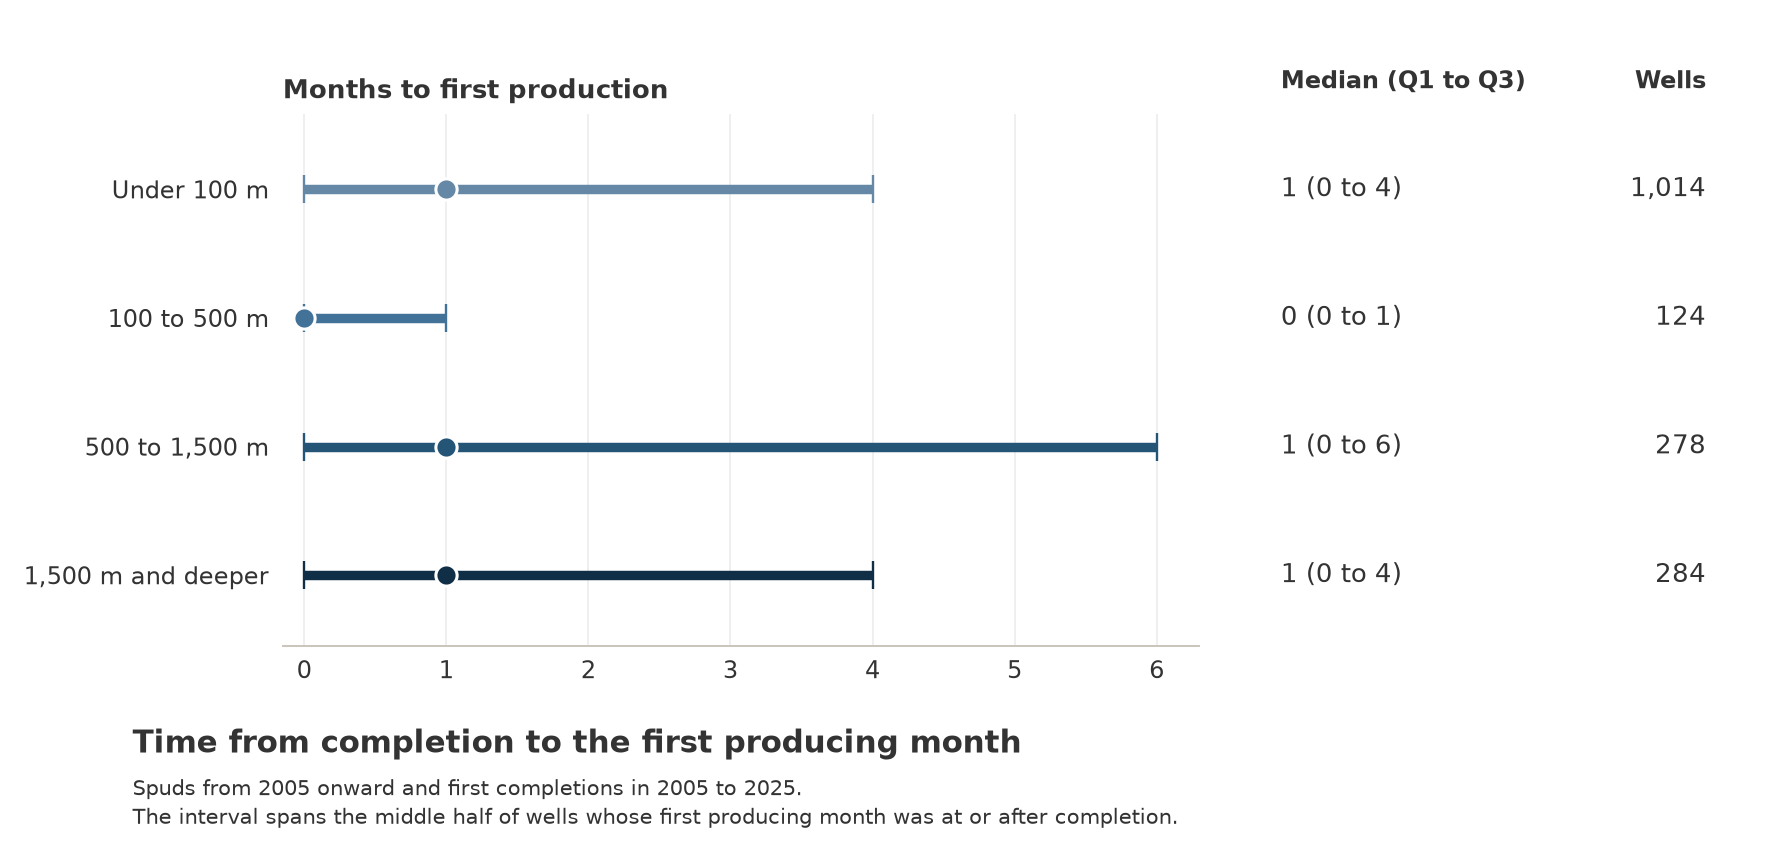 Months to first production
Median (Q1 to Q3) Wells
Under 100 m 1 (0 to 4) 1,014
100 to 500 m 0 (0 to 1) 124
500 to 1,500 m 1 (0 to 6) 278
1,500 m and deeper 1 (0 to 4) 284
0 1 2 3 4 5 6
Time from completion to the first producing month
Spuds from 2005 onward and first completions in 2005 to 2025.
The interval spans the middle half of wells whose first producing month was at or after completion.